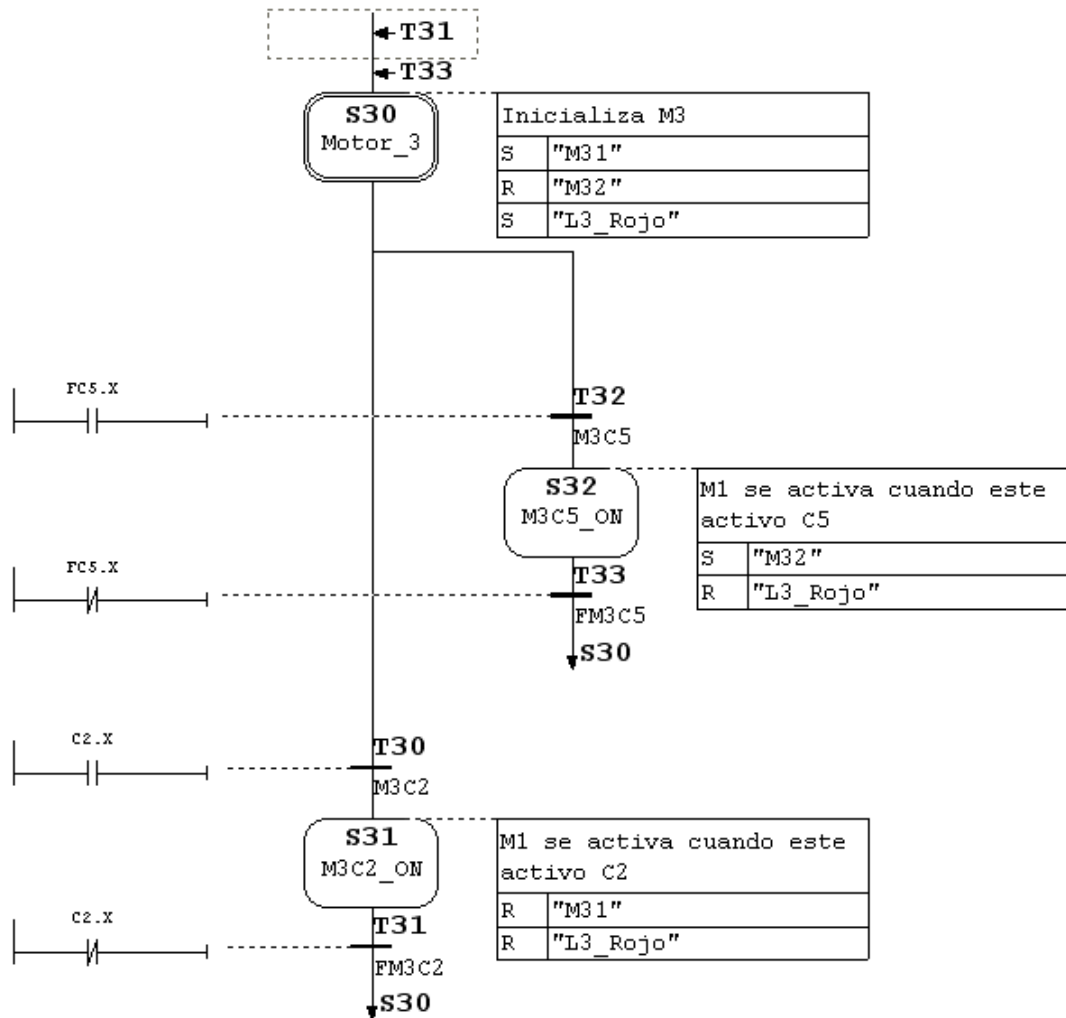 T31
T33
S30
Motor_3
Inicializa M3
S "M31"
R "M32"
S "L3_Rojo"
FC5.X
T32
M3C5
S32
M3C5_ON
M1 se activa cuando este
activo C5
S "M32"
R "L3_Rojo"
FC5.X
T33
FM3C5
S30
C2.X
T30
M3C2
S31
M3C2_ON
M1 se activa cuando este
activo C2
R "M31"
R "L3_Rojo"
C2.X
T31
FM3C2
S30